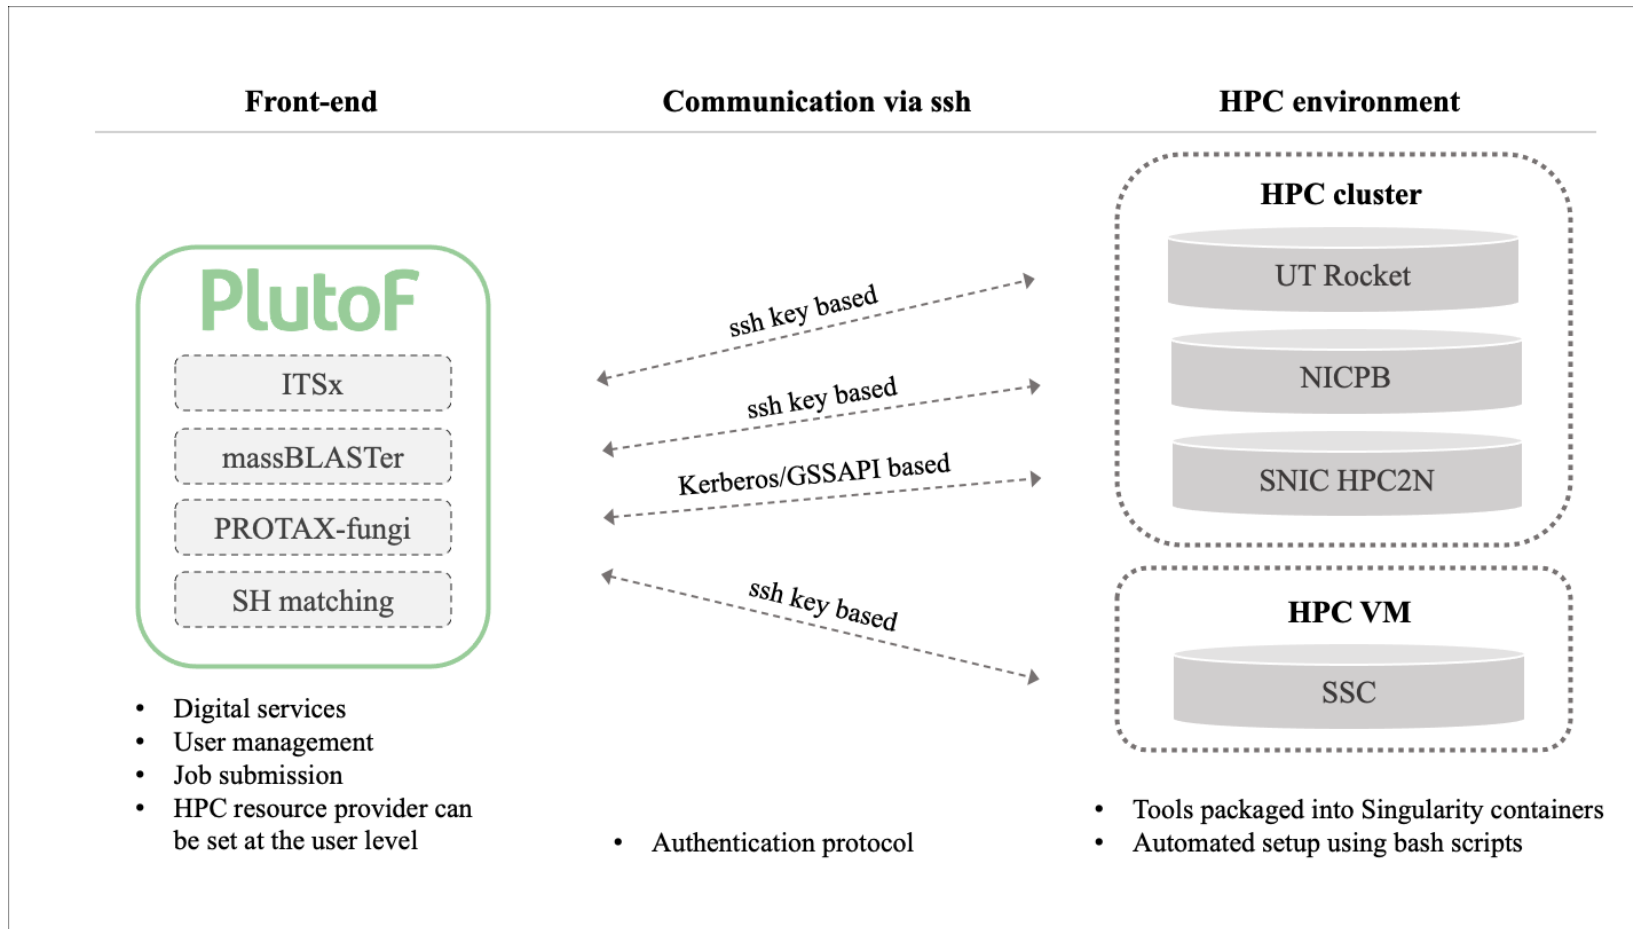 Front-end
Communication via ssh
HPC environment
PlutoF
ITSx
massBLASTer
PROTAX-fungi
SH matching
• Digital services
• User management
• Job submission
• HPC resource provider can
be set at the user level
ssh key based
ssh key based
Kerberos/GSSAPI based
ssh key based
• Authentication protocol
HPC cluster
UT Rocket
NICPB
SNIC HPC2N
HPC VM
SSC
• Tools packaged into Singularity containers
• Automated setup using bash scripts